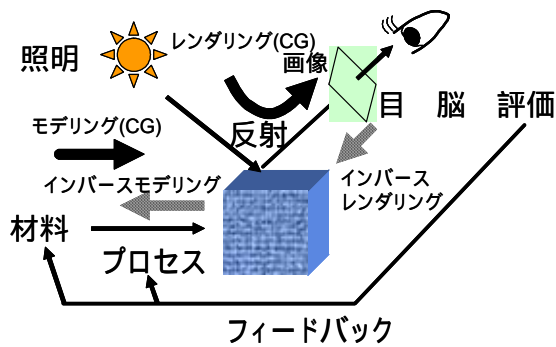 レンダリング(CG)
照明
画像
目 脳 評価
モデリング(CG)
反射
インバースモデリング
インバース
レンダリング
材料
プロセス
フィードバック